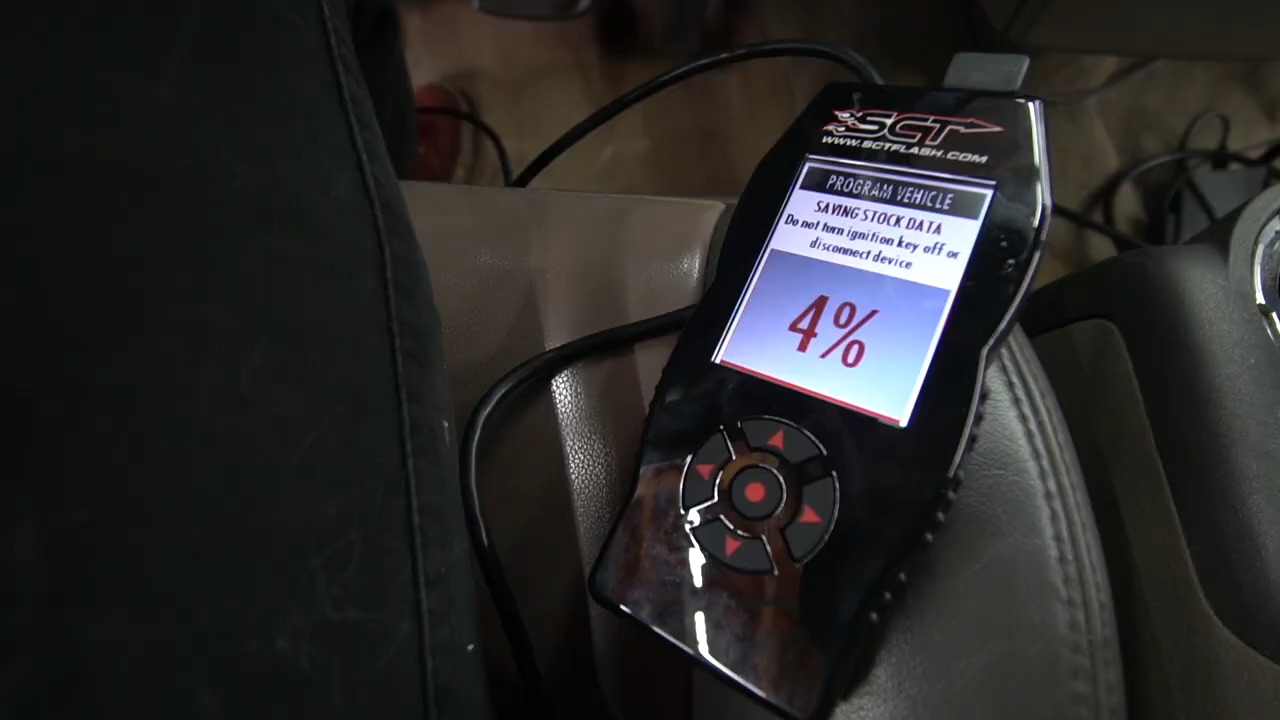 SCT
WWW.SCTFLASH.COM
PROGRAM VEHICLE
SAVING STOCK DATA
Do not turn ignition key off or
disconnect device
4%